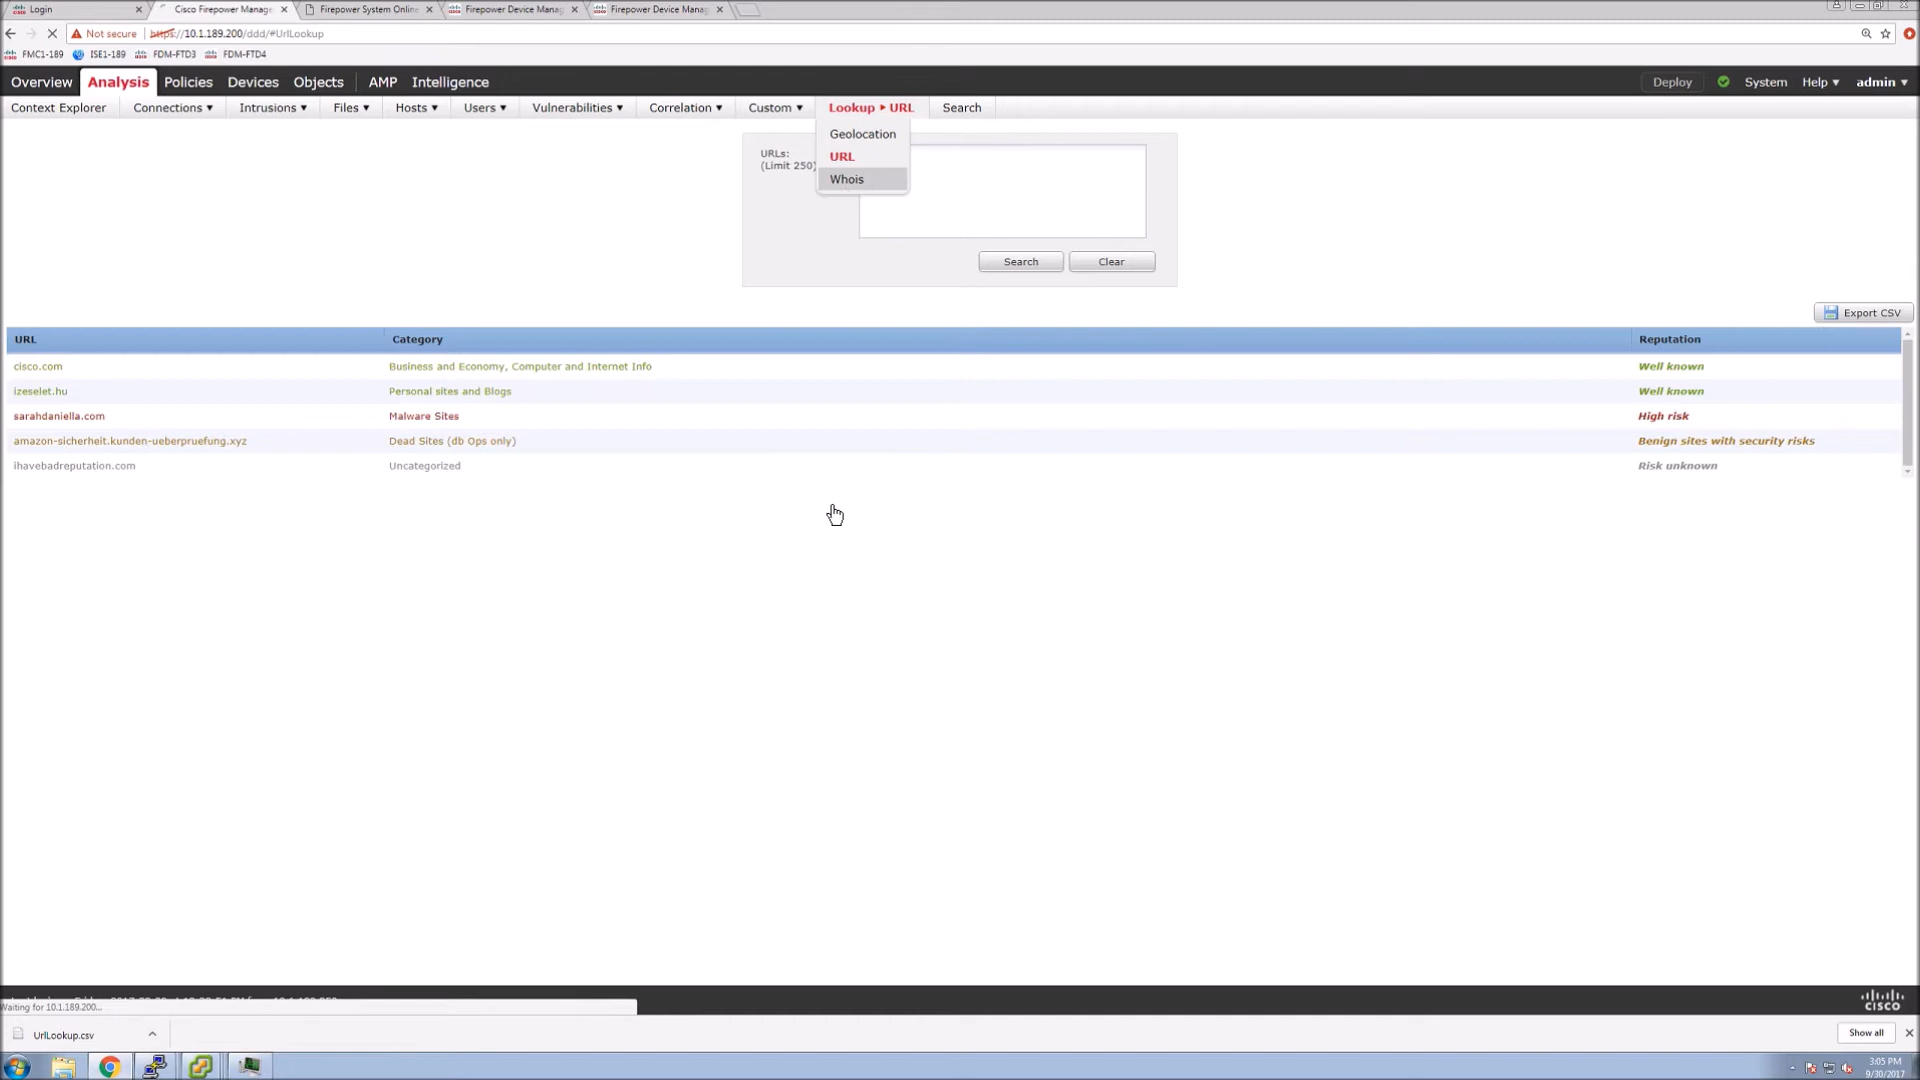 Login
Cisco Firepower Manage
Firepower System Online
Firepower Device Manag
Firepower Device Manag
Not secure https://10.1.189.200/ddd/#UrlLookup
FMC1-189 ISE1-189 FDM-FTD3 FDM-FTD4
Overview Analysis Policies Devices Objects AMP Intelligence Deploy System Help admin
Context Explorer Connections Intrusions Files Hosts Users Vulnerabilities Correlation Custom Lookup URL Search
Geolocation
URL
Whois
URLs:
(Limit 250)
Search Clear
Export CSV
URL Category Reputation
cisco.com Business and Economy, Computer and Internet Info Well known
izeselet.hu Personal sites and Blogs Well known
sarahdaniella.com Malware Sites High risk
amazon-sicherheit.kunden-ueberpruefung.xyz Dead Sites (db Ops only) Benign sites with security risks
ihavebadreputation.com Uncategorized Risk unknown
Waiting for 10.1.189.200...
CISCO
UrlLookup.csv Show all
3:05 PM
9/30/2017